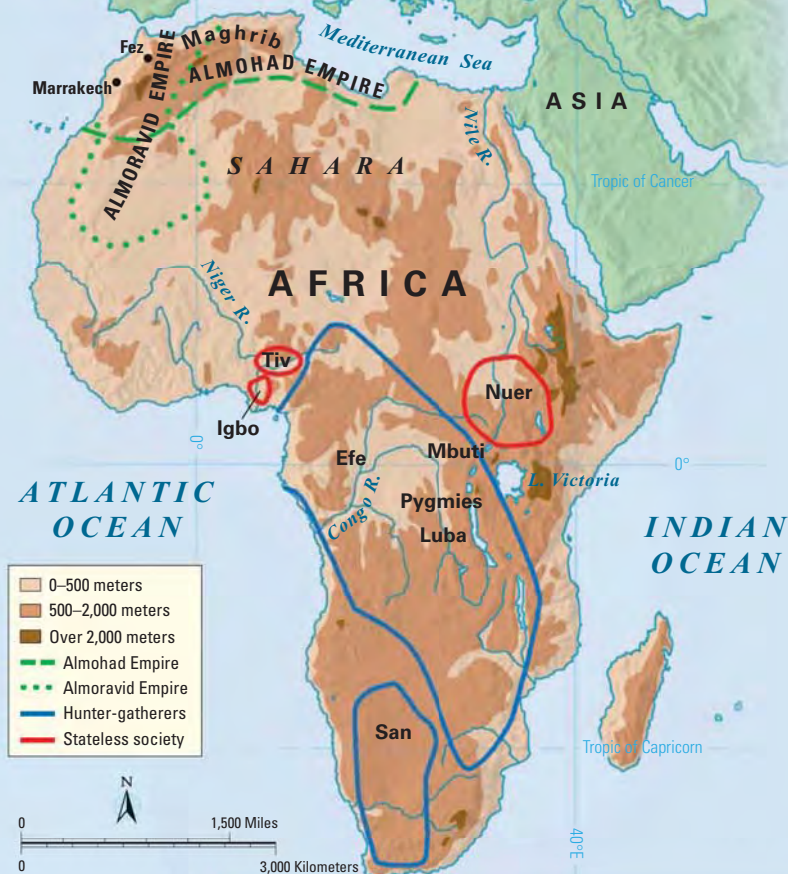 Mediterranean Sea
Fez
Maghrib
Marrakech
ALMORAVID EMPIRE
ALMOHAD EMPIRE
ASIA
Nile R.
SAHARA
Tropic of Cancer
AFRICA
Niger R.
Tiv
Igbo
Nuer
0°
Efe
Mbuti
0°
L. Victoria
Pygmies
Congo R.
Luba
ATLANTIC
OCEAN
INDIAN
OCEAN
0–500 meters
500–2,000 meters
Over 2,000 meters
Almohad Empire
Almoravid Empire
Hunter-gatherers
Stateless society
San
Tropic of Capricorn
N
0 1,500 Miles
0 3,000 Kilometers
40°E